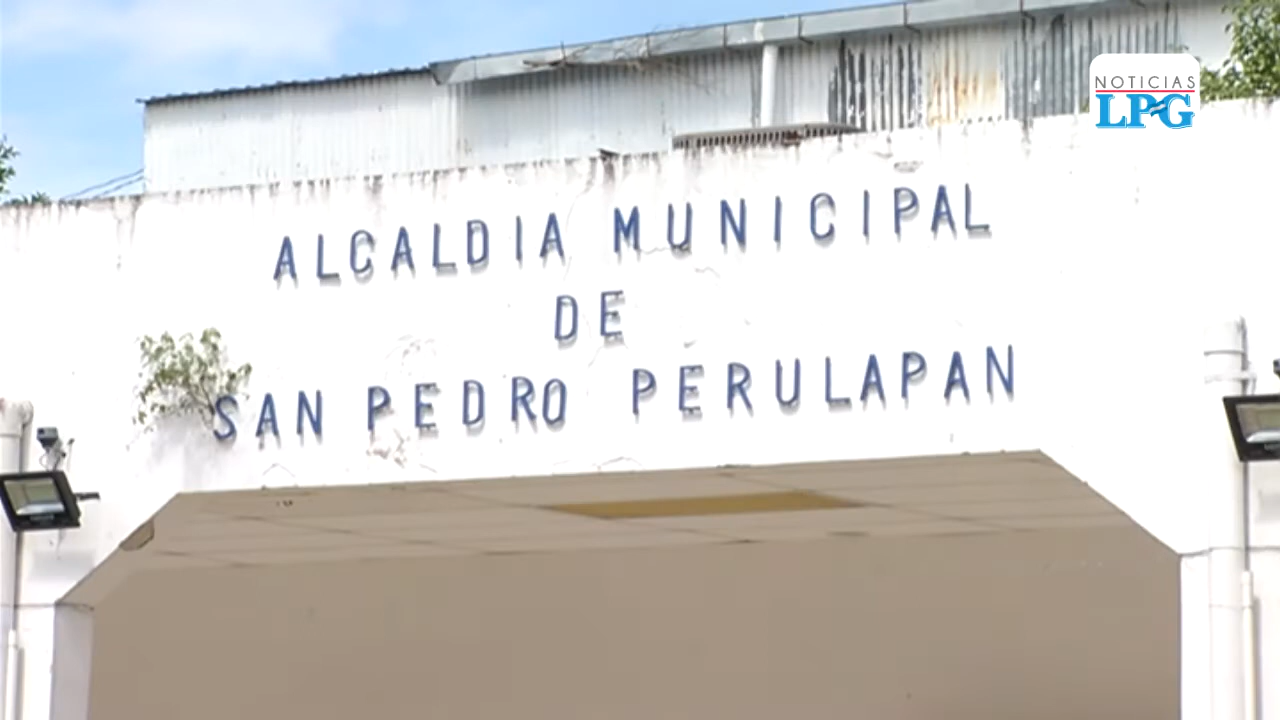 NOTICIAS
LPG
ALCALDIA MUNICIPAL
DE
SAN PEDRO PERULAPAN